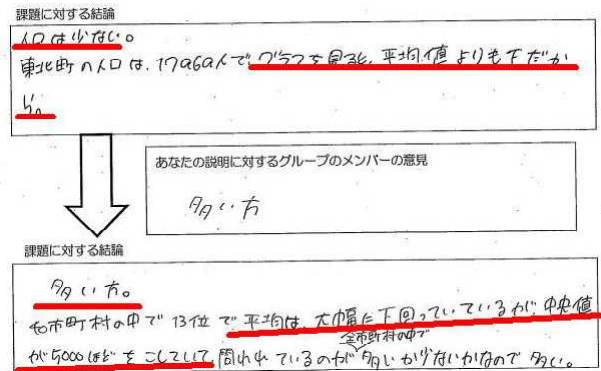 課題に対する結論
人口は少ない。
東北町の人口は、17969人で、グラフを見ると、平均値よりも下だか
ら。
あなたの説明に対するグループのメンバーの意見
多い方
課題に対する結論
多い方。
市町村の中で13位で平均は、大幅に下回っていているが、中央値
全市町村の中で
が5000ほどをこしていて、問われているのが多いか少ないかなので多い。